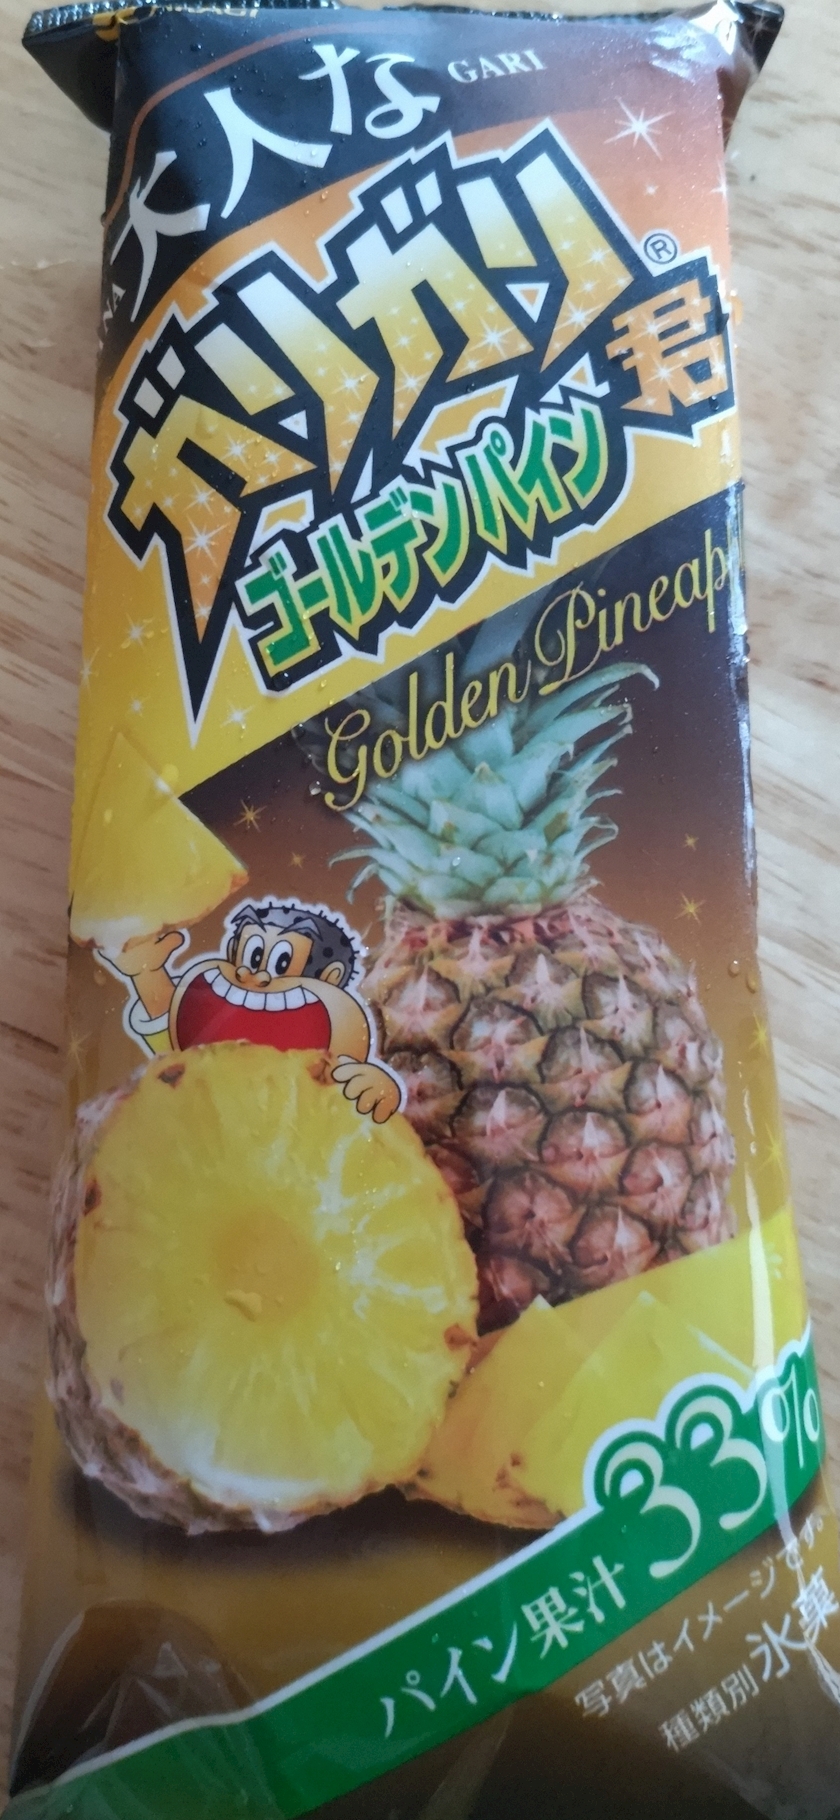 大人な
GARI
ガリガリ君®
ゴールデンパイン
Golden Pineap
パイン果汁 33%
写真はイメージです。
種類別 氷菓